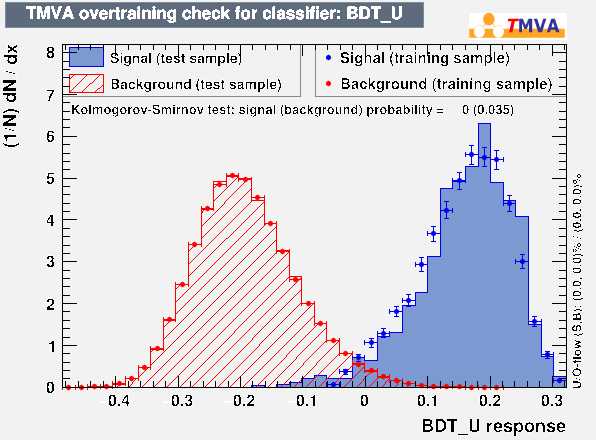 TMVA overtraining check for classifier: BDT_U
TMVA
Signal (test sample)
Background (test sample)
Signal (training sample)
Background (training sample)
Kolmogorov-Smirnov test: signal (background) probability = 0 (0.035)
(1/N) dN / dx
8
7
6
5
4
3
2
1
0
-0.4 -0.3 -0.2 -0.1 0 0.1 0.2 0.3
BDT_U response
U/O-flow (S,B): (0.0, 0.0)% / (0.0, 0.0)%